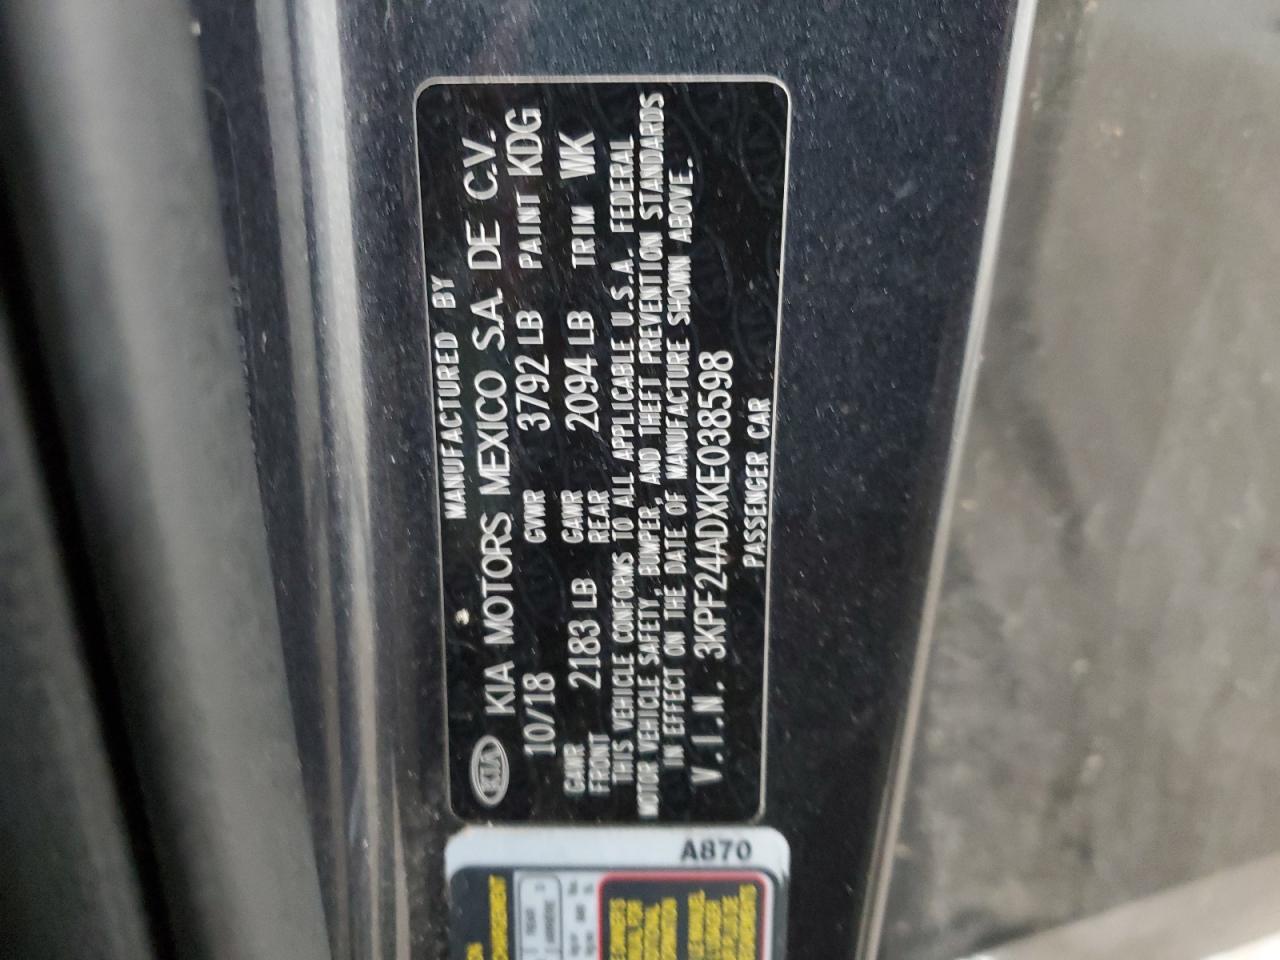 MANUFACTURED BY
KIA KIA MOTORS MEXICO S.A. DE C.V.
10/18 GVWR 3792 LB PAINT KDG
GAWR FRONT 2183 LB GAWR REAR 2094 LB TRIM WK
THIS VEHICLE CONFORMS TO ALL APPLICABLE U.S.A. FEDERAL
MOTOR VEHICLE SAFETY, BUMPER, AND THEFT PREVENTION STANDARDS
IN EFFECT ON THE DATE OF MANUFACTURE SHOWN ABOVE.
V.I.N. 3KPF24ADXKE038598
PASSENGER CAR
A870